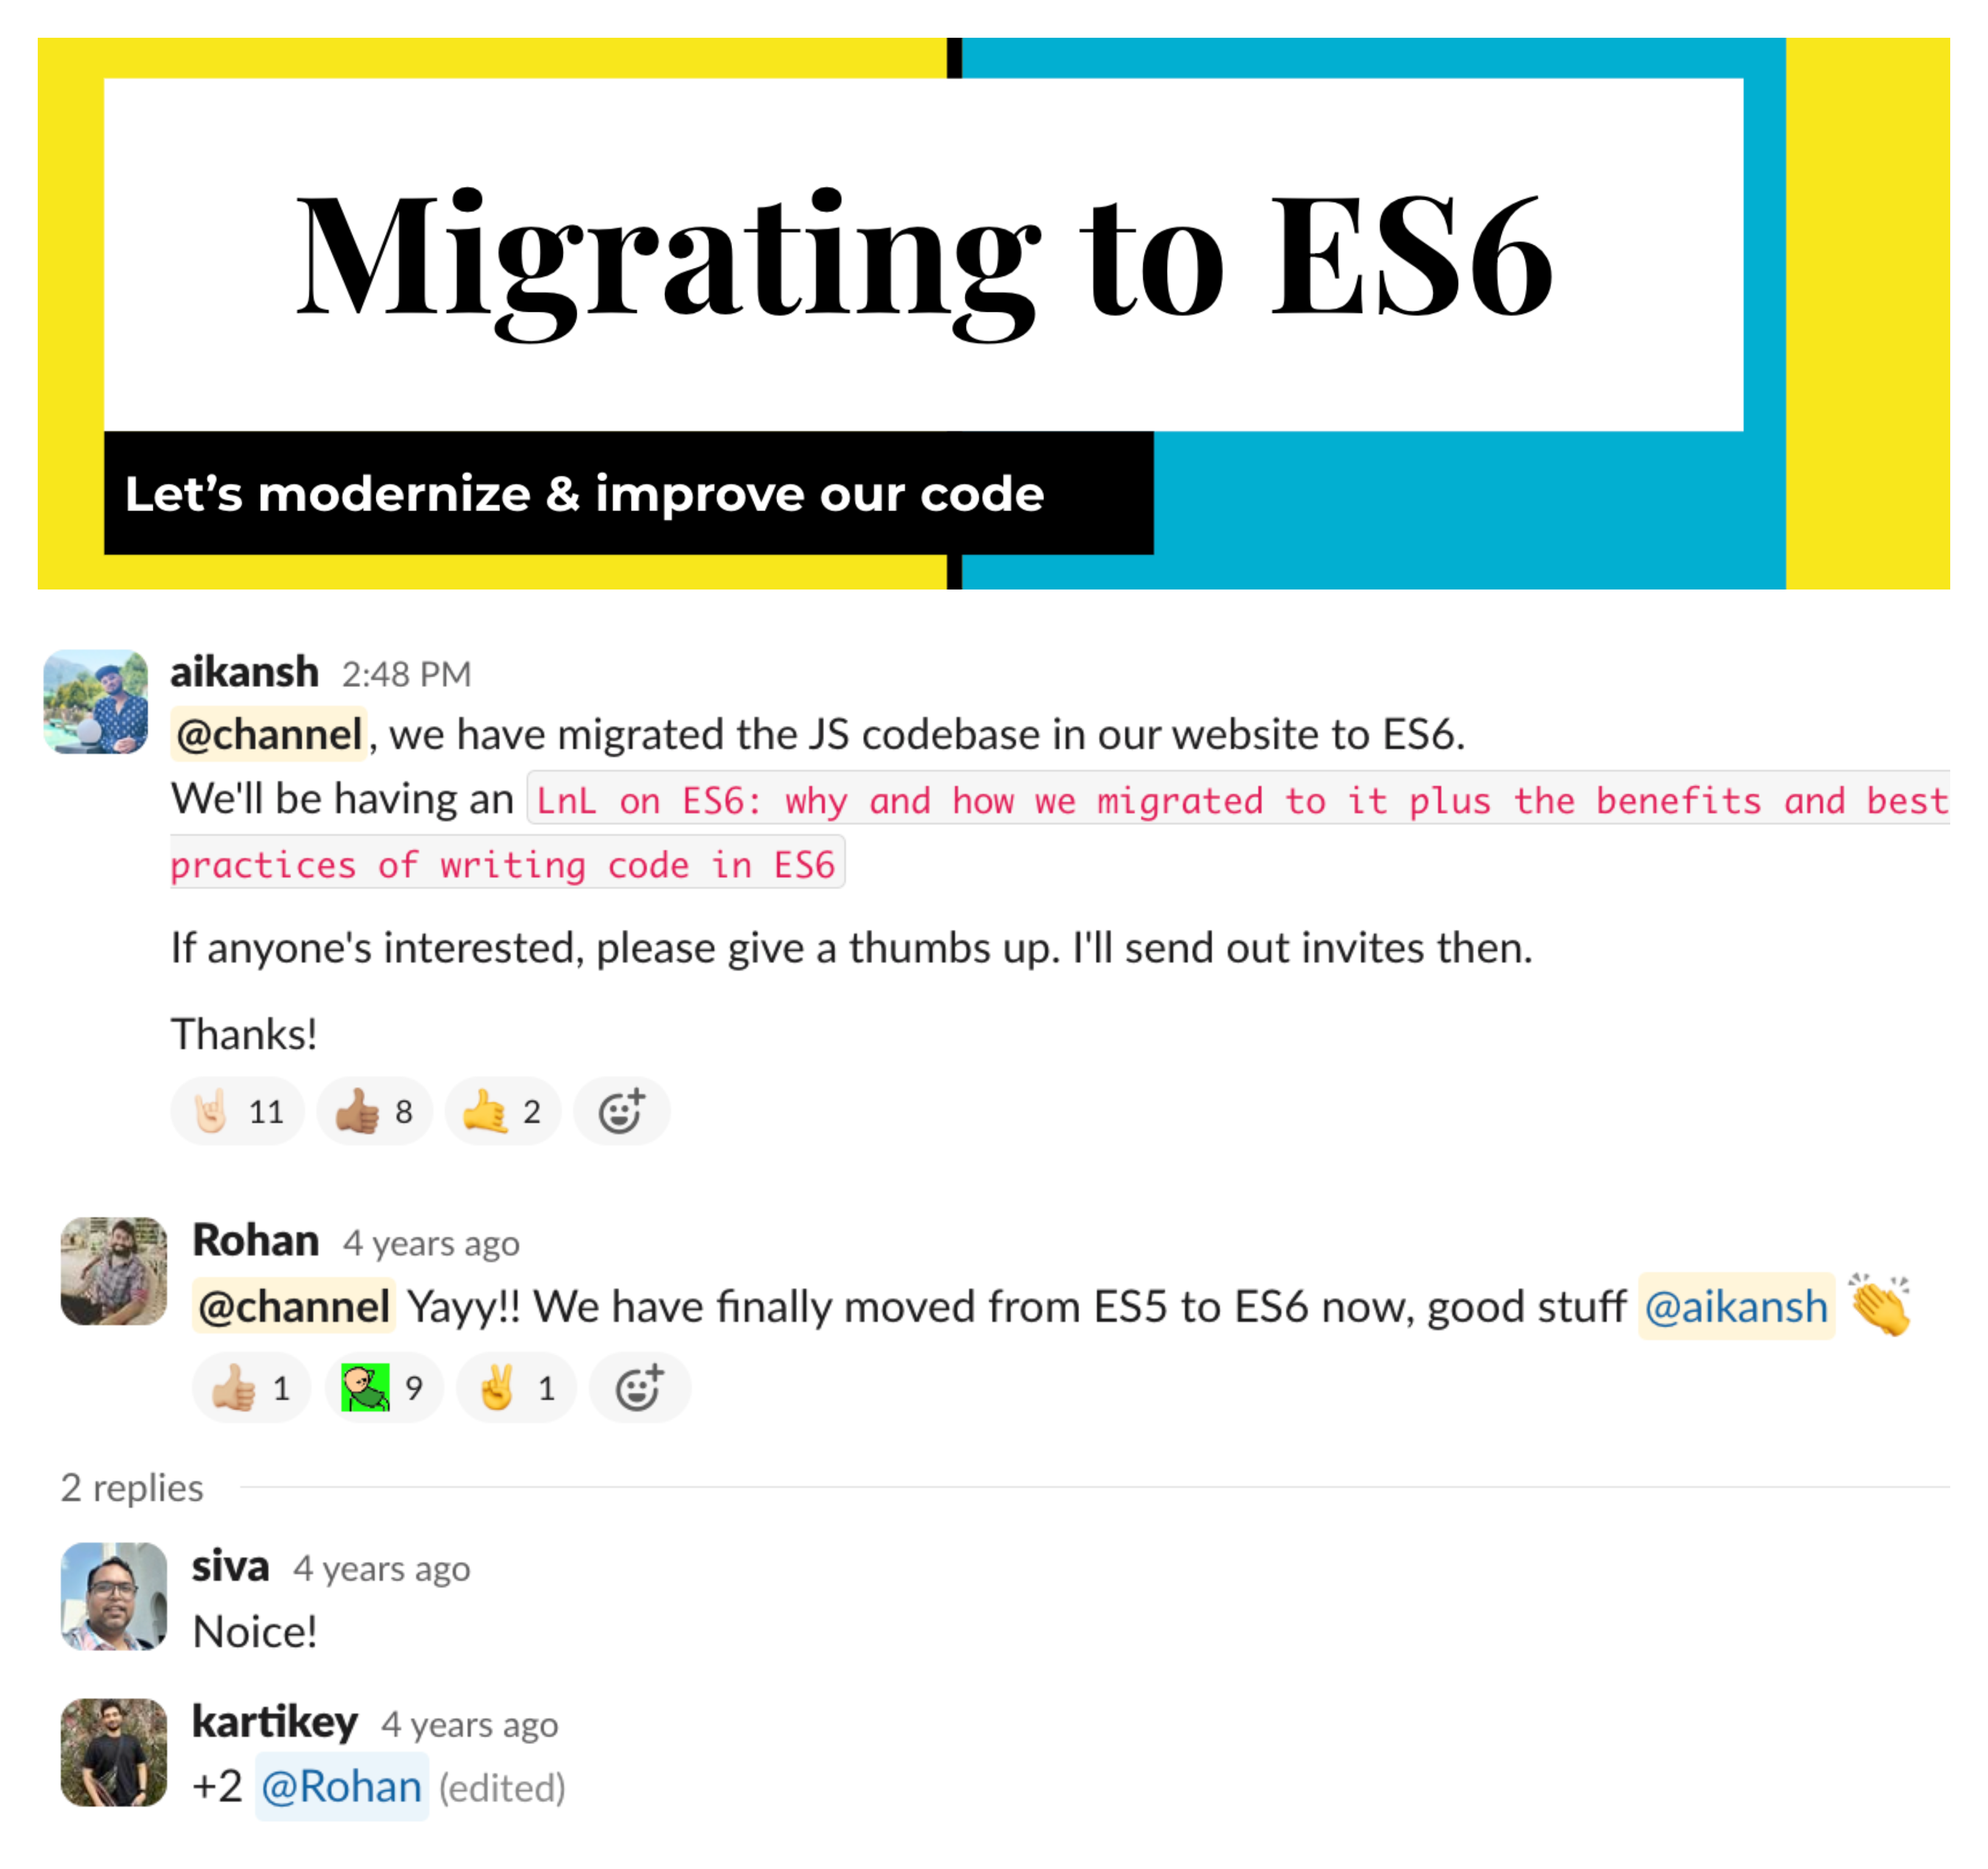 Migrating to ES6
Let's modernize & improve our code
aikansh 2:48 PM
@channel, we have migrated the JS codebase in our website to ES6.
We'll be having an LnL on ES6: why and how we migrated to it plus the benefits and best
practices of writing code in ES6
If anyone's interested, please give a thumbs up. I'll send out invites then.
Thanks!
11 8 2
Rohan 4 years ago
@channel Yayy!! We have finally moved from ES5 to ES6 now, good stuff @aikansh
1 9 1
2 replies
siva 4 years ago
Noice!
kartikey 4 years ago
+2 @Rohan (edited)